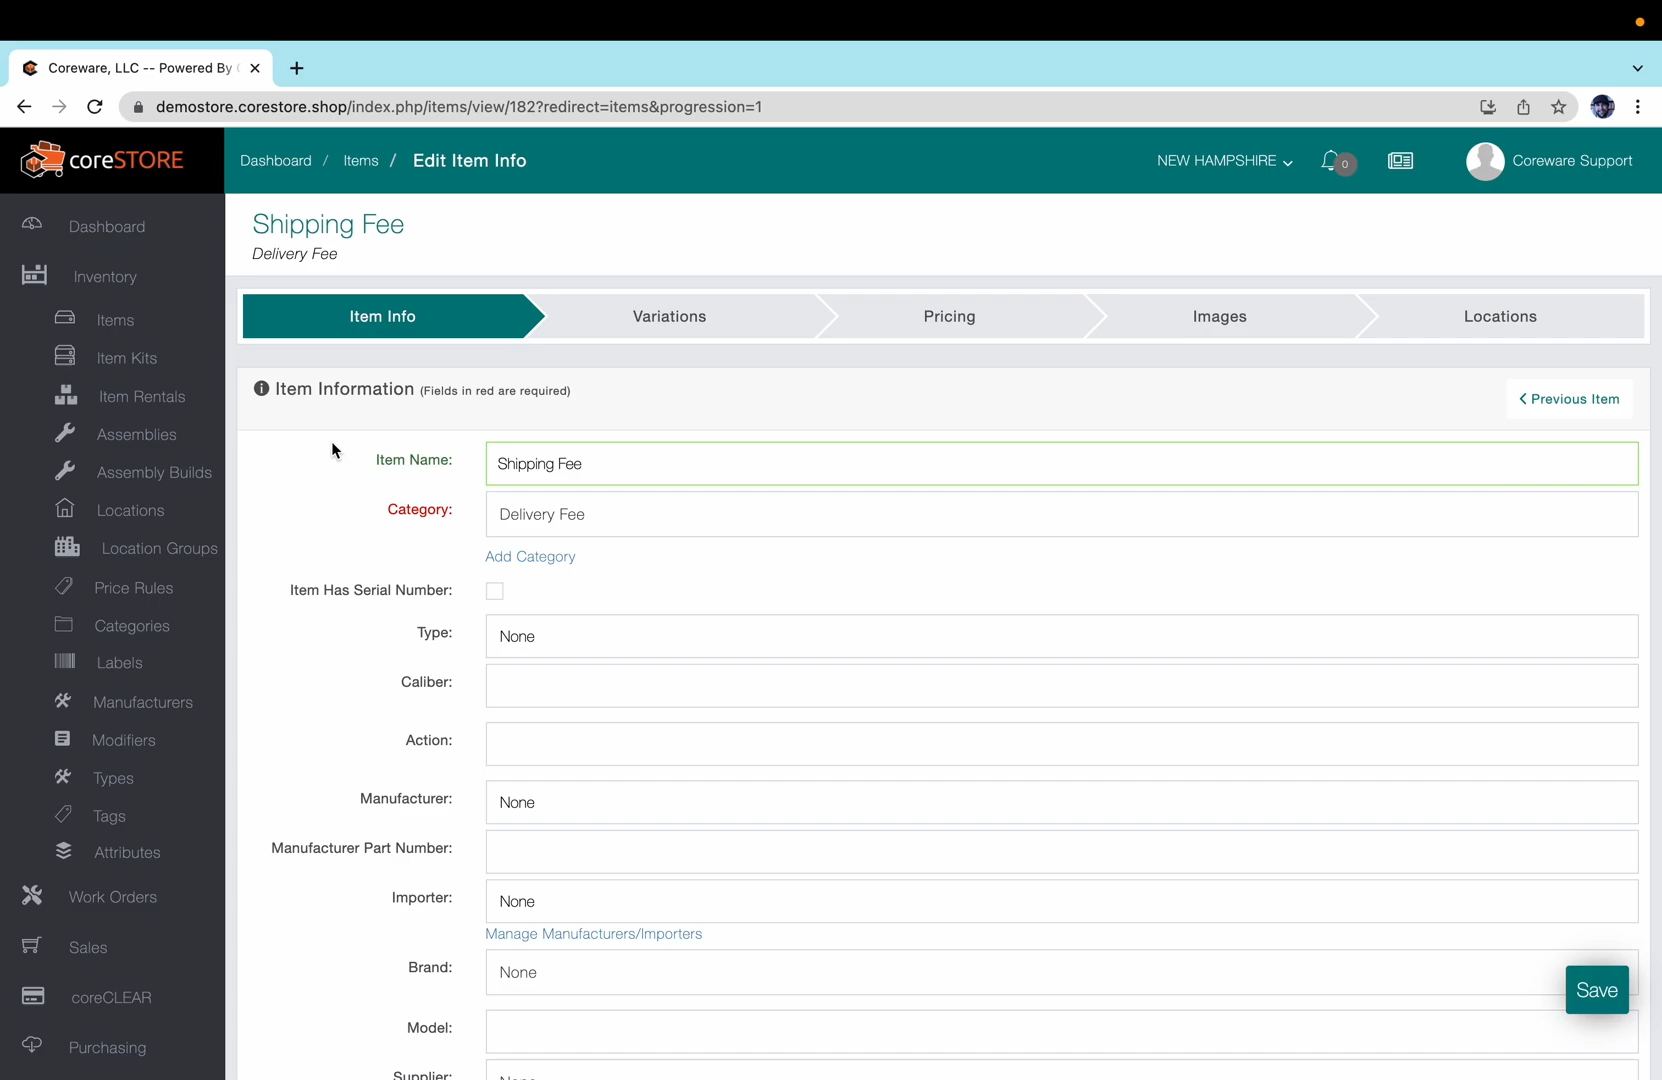 Coreware, LLC -- Powered By
demostore.corestore.shop/index.php/items/view/182?redirect=items&progression=1
coreSTORE
Dashboard / Items / Edit Item Info
NEW HAMPSHIRE
0
Coreware Support
Dashboard
Inventory
Items
Item Kits
Item Rentals
Assemblies
Assembly Builds
Locations
Location Groups
Price Rules
Categories
Labels
Manufacturers
Modifiers
Types
Tags
Attributes
Work Orders
Sales
coreCLEAR
Purchasing
Shipping Fee
Delivery Fee
Item Info
Variations
Pricing
Images
Locations
Item Information (Fields in red are required)
Previous Item
Item Name: Shipping Fee
Category: Delivery Fee
Add Category
Item Has Serial Number:
Type: None
Caliber:
Action:
Manufacturer: None
Manufacturer Part Number:
Importer: None
Manage Manufacturers/Importers
Brand: None
Save
Model:
Supplier: None